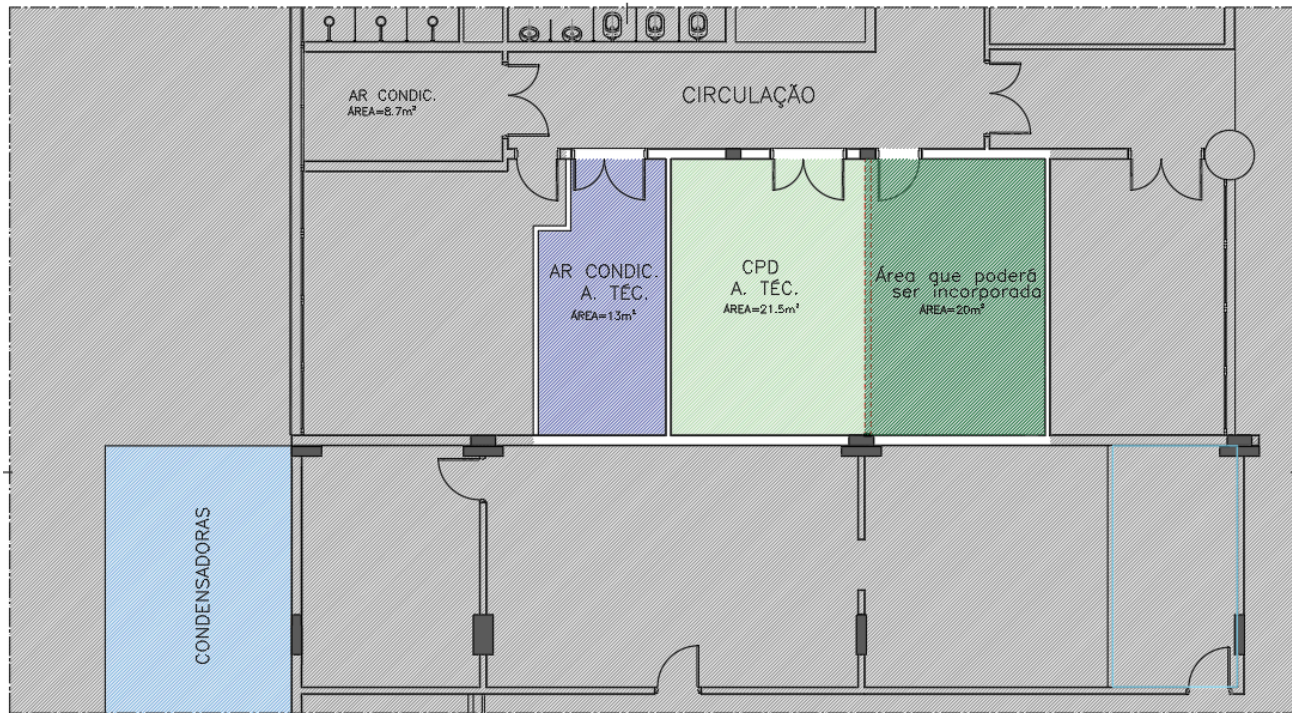 AR CONDIC.
ÁREA=8.7m²
CIRCULAÇÃO
AR CONDIC.
A. TÉC.
ÁREA=13m²
CPD
A. TÉC.
ÁREA=21.5m²
Área que poderá
ser incorporada
ÁREA=20m²
CONDENSADORAS